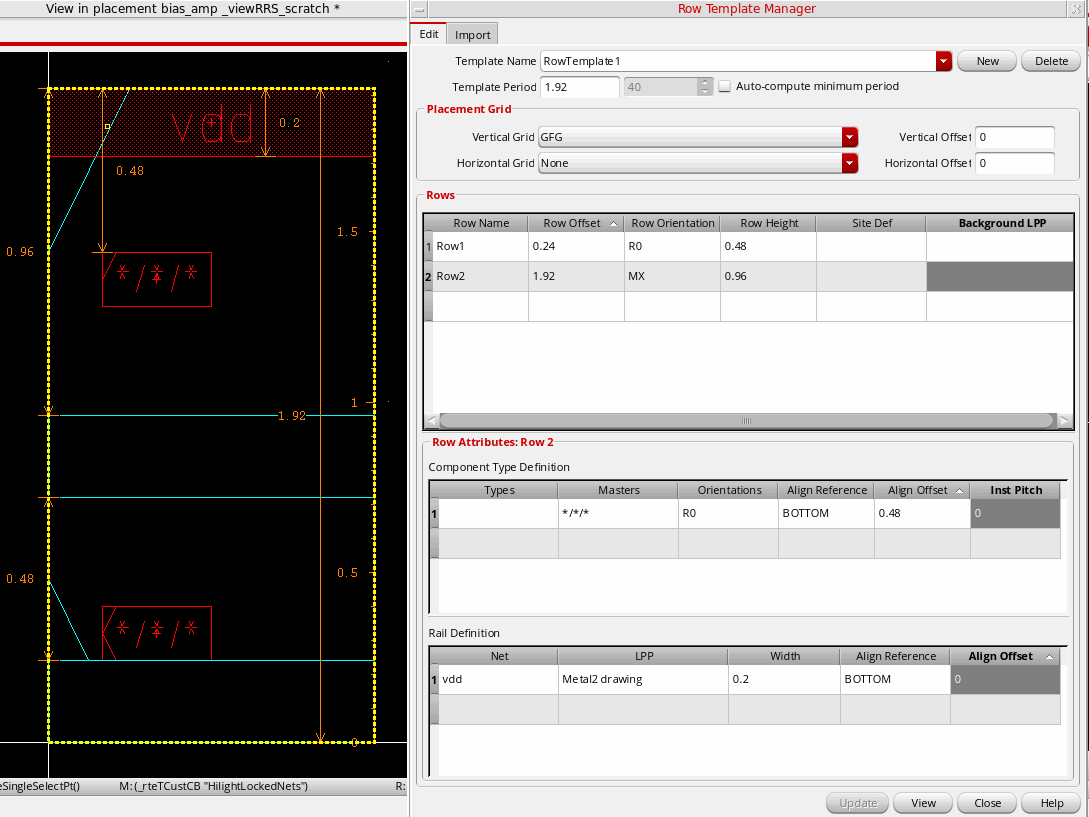 View in placement bias_amp _viewRRS_scratch *
vdd
0.2
0.48
1.5
0.96
*/*/*
1
1.92
0.5
0.48
*/*/*
0
eSingleSelectPt() M:(_rteTCustCB "HilightLockedNets") R:
Row Template Manager
Edit Import
Template Name RowTemplate1 New Delete
Template Period 1.92 40 Auto-compute minimum period
Placement Grid
Vertical Grid GFG Vertical Offset 0
Horizontal Grid None Horizontal Offset 0
Rows
Row Name Row Offset Row Orientation Row Height Site Def Background LPP
1 Row1 0.24 R0 0.48
2 Row2 1.92 MX 0.96
Row Attributes: Row 2
Component Type Definition
Types Masters Orientations Align Reference Align Offset Inst Pitch
1 */*/* R0 BOTTOM 0.48 0
Rail Definition
Net LPP Width Align Reference Align Offset
1 vdd Metal2 drawing 0.2 BOTTOM 0
Update View Close Help